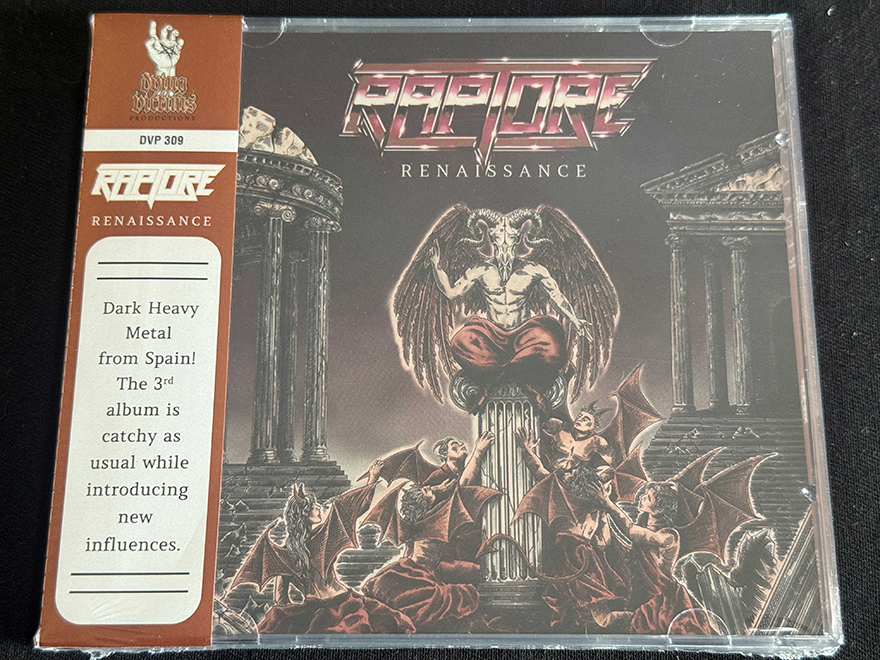 dying
victims
PRODUCTIONS
DVP 309
RAPTORE
RENAISSANCE
Dark Heavy
Metal
from Spain!
The 3rd
album is
catchy as
usual while
introducing
new
influences.
RAPTORE
RENAISSANCE